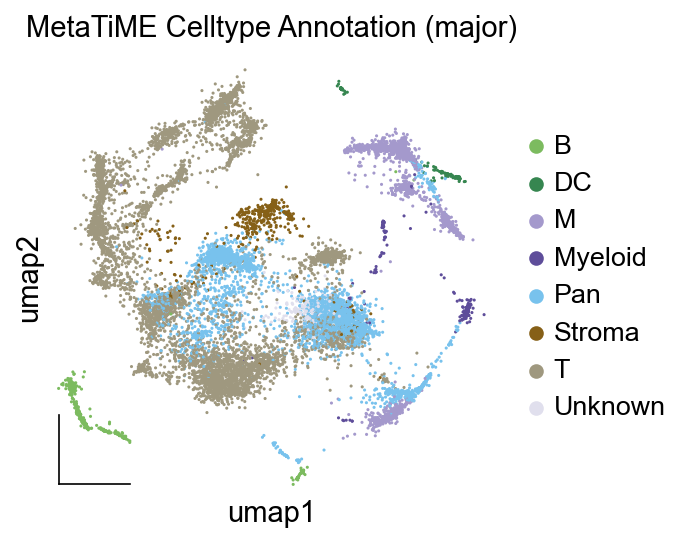 MetaTiME Celltype Annotation (major)
B
DC
M
Myeloid
Pan
Stroma
T
Unknown
umap2
umap1